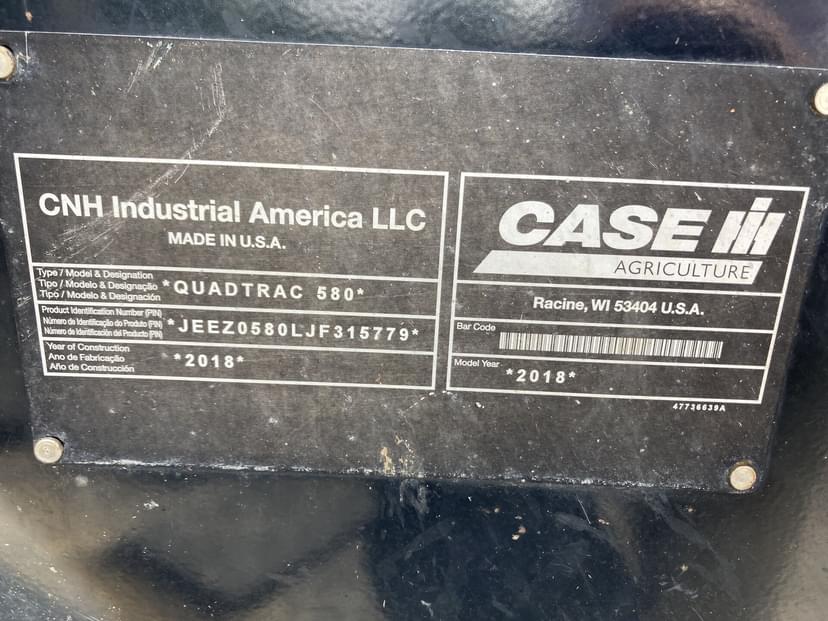 CNH Industrial America LLC
MADE IN U.S.A.
Type / Model & Designation
Tipo / Modelo & Designação
Tipo / Modelo & Designación
*QUADTRAC 580*
Product Identification Number (PIN)
Número de Identificação do Produto (PIN)
Número de Identificación del Producto (PIN)
*JEEZ0580LJF315779*
Year of Construction
Ano de Fabricação
Año de Construcción
*2018*
CASE IH
AGRICULTURE
Racine, WI 53404 U.S.A.
Bar Code
Model Year
*2018*
47736639A